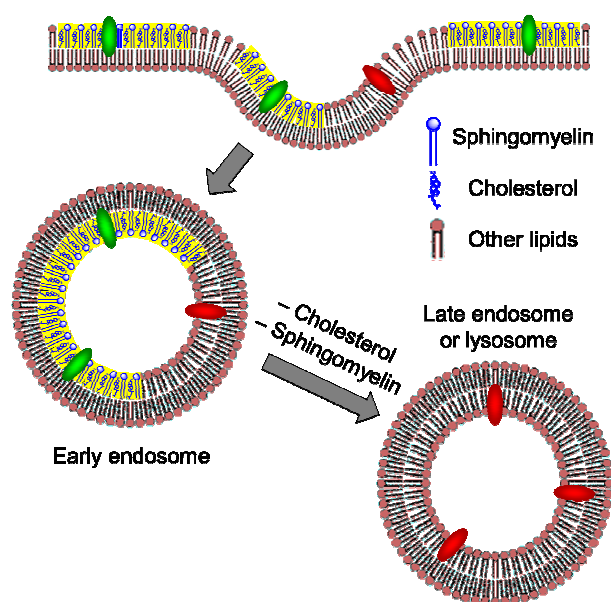 Sphingomyelin
Cholesterol
Other lipids
– Cholesterol
– Sphingomyelin
Late endosome
or lysosome
Early endosome